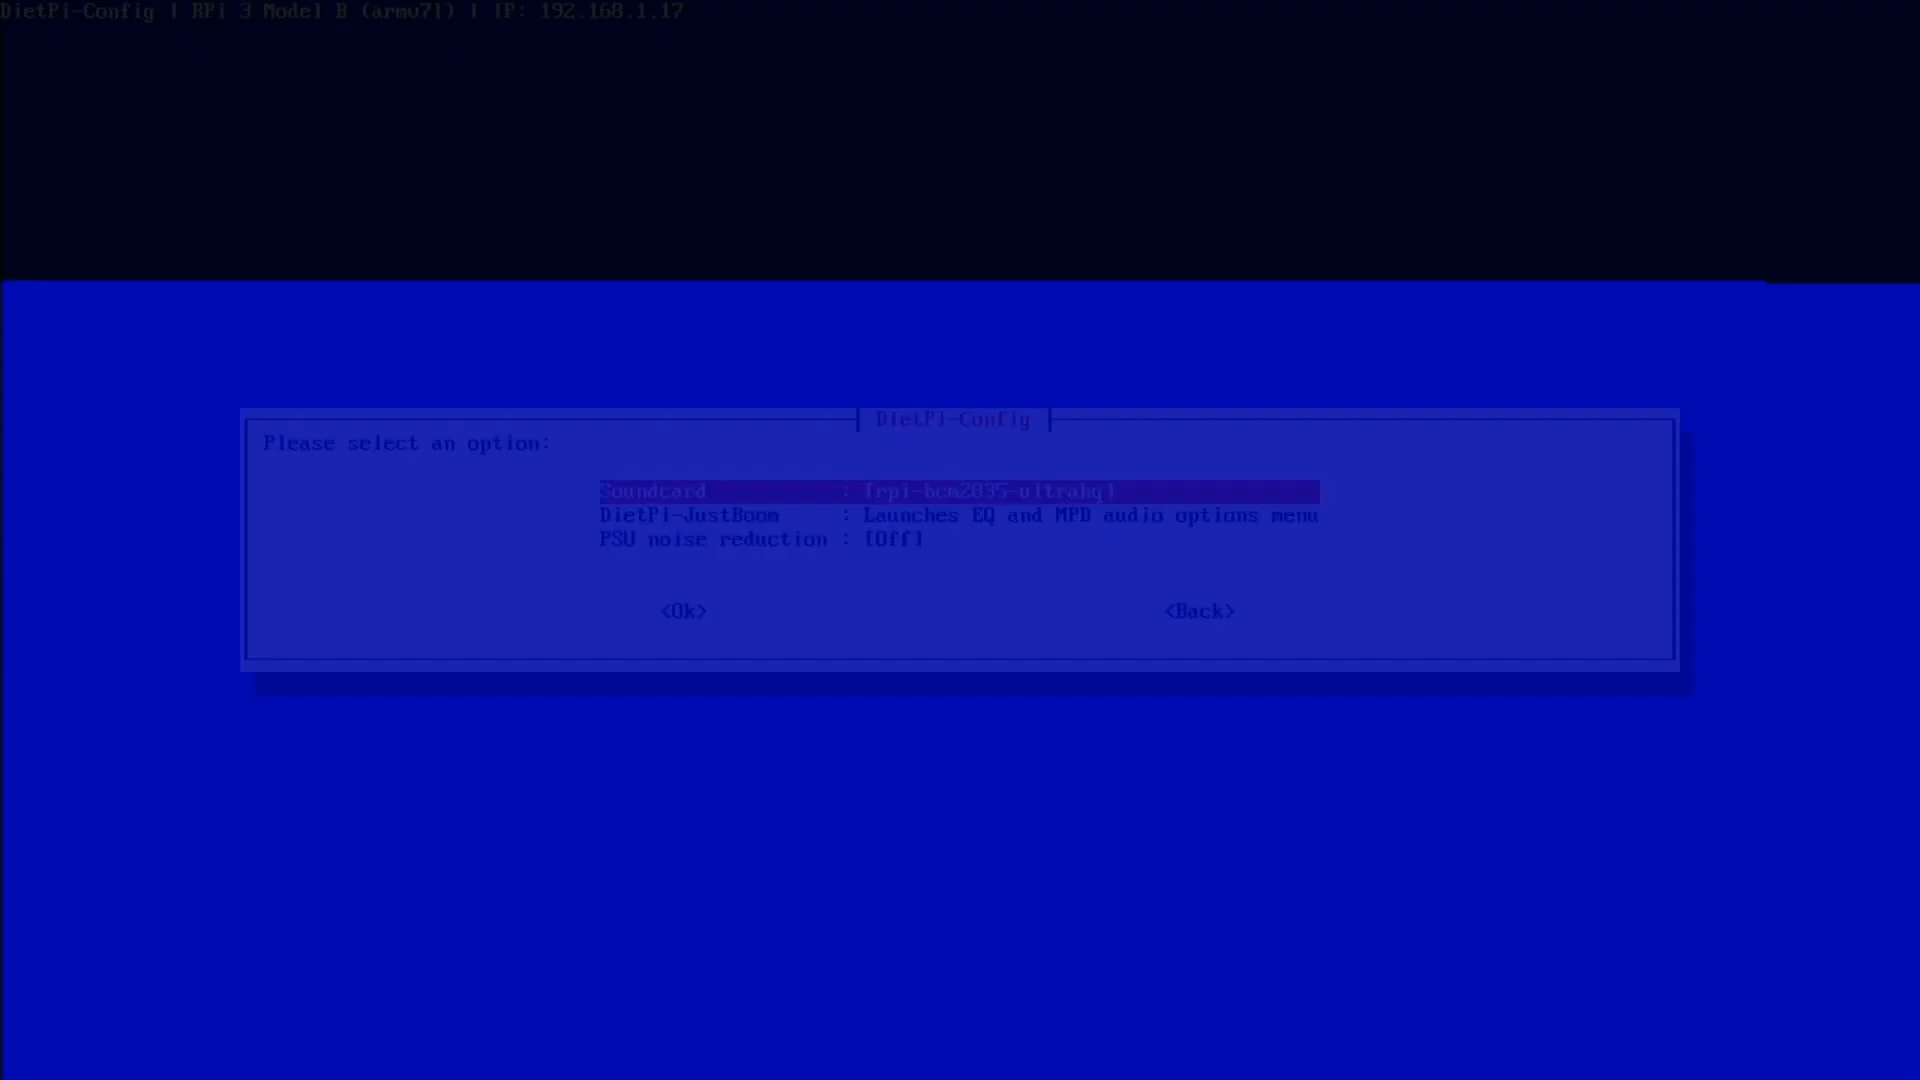 DietPi-Config | RPi 3 Model B (armv7l) | IP: 192.168.1.17
DietPi-Config
Please select an option:
Soundcard : [rpi-bcm2835-ultrahq]
DietPi-JustBoom : Launches EQ and MPD audio options menu
PSU noise reduction : [Off]
<Ok> <Back>